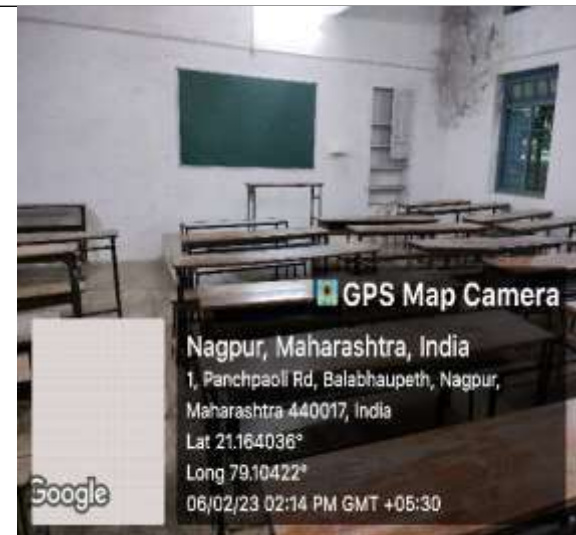 GPS Map Camera
Nagpur, Maharashtra, India
1, Panchpaoli Rd, Balabhaupeth, Nagpur,
Maharashtra 440017, India
Lat 21.164036°
Long 79.10422°
06/02/23 02:14 PM GMT +05:30
Google